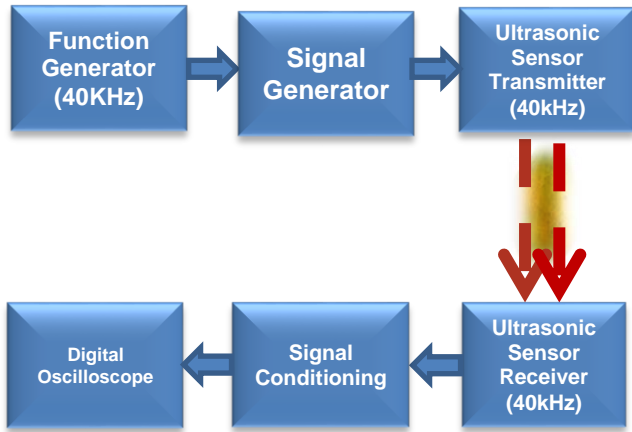 Function
Generator
(40KHz)
Signal
Generator
Ultrasonic
Sensor
Transmitter
(40kHz)
Digital
Oscilloscope
Signal
Conditioning
Ultrasonic
Sensor
Receiver
(40kHz)